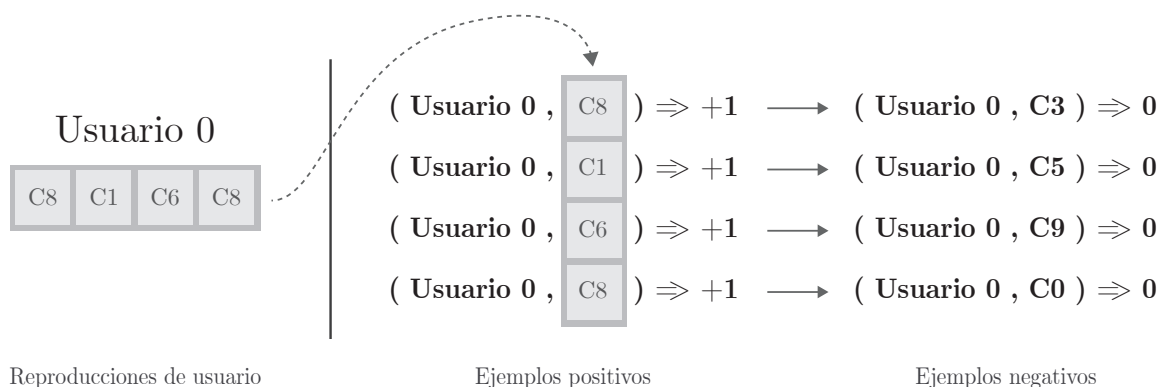 Usuario 0
C8 C1 C6 C8
( Usuario 0 , C8 ) ⇒ +1 ⟶ ( Usuario 0 , C3 ) ⇒ 0
( Usuario 0 , C1 ) ⇒ +1 ⟶ ( Usuario 0 , C5 ) ⇒ 0
( Usuario 0 , C6 ) ⇒ +1 ⟶ ( Usuario 0 , C9 ) ⇒ 0
( Usuario 0 , C8 ) ⇒ +1 ⟶ ( Usuario 0 , C0 ) ⇒ 0
Reproducciones de usuario
Ejemplos positivos
Ejemplos negativos